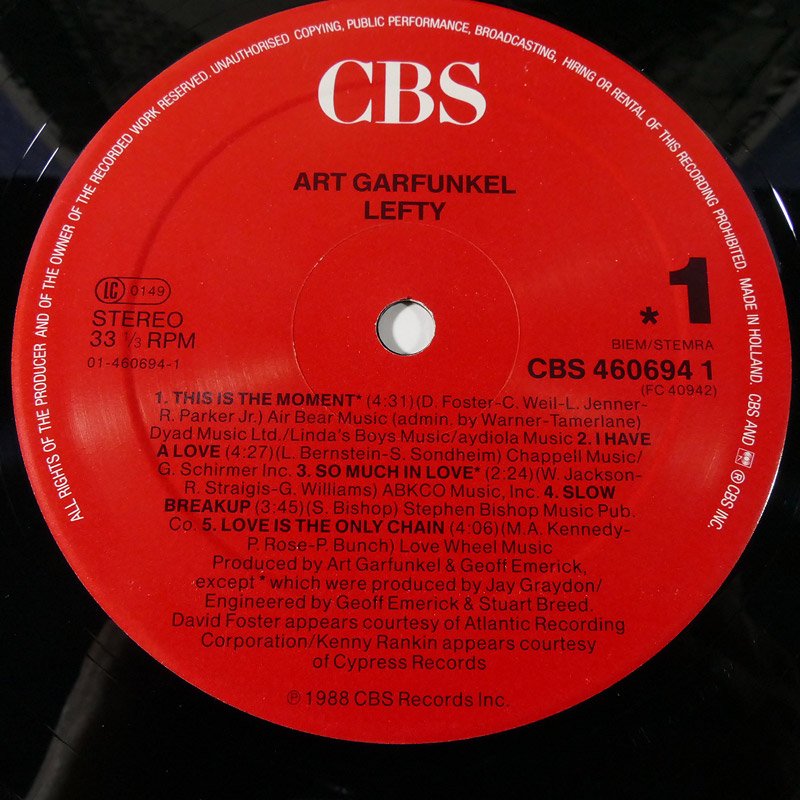 ALL RIGHTS OF THE PRODUCER AND OF THE OWNER OF THE RECORDED WORK RESERVED. UNAUTHORISED COPYING, PUBLIC PERFORMANCE, BROADCASTING, HIRING OR RENTAL OF THIS RECORDING PROHIBITED. MADE IN HOLLAND. CBS AND ® CBS INC.
CBS
ART GARFUNKEL
LEFTY
LC 0149
STEREO
33 1/3 RPM
01-460694-1
* 1
BIEM/STEMRA
CBS 460694 1
(FC 40942)
1. THIS IS THE MOMENT* (4:31)(D. Foster-C. Weil-L. Jenner-
R. Parker Jr.) Air Bear Music (admin. by Warner-Tamerlane)
Dyad Music Ltd./Linda's Boys Music/aydiola Music 2. I HAVE
A LOVE (4:27)(L. Bernstein-S. Sondheim) Chappell Music/
G. Schirmer Inc. 3. SO MUCH IN LOVE* (2:24)(W. Jackson-
R. Straigis-G. Williams) ABKCO Music, Inc. 4. SLOW
BREAKUP (3:45)(S. Bishop) Stephen Bishop Music Pub.
Co. 5. LOVE IS THE ONLY CHAIN (4:06)(M.A. Kennedy-
P. Rose-P. Bunch) Love Wheel Music
Produced by Art Garfunkel & Geoff Emerick,
except * which were produced by Jay Graydon/
Engineered by Geoff Emerick & Stuart Breed.
David Foster appears courtesy of Atlantic Recording
Corporation/Kenny Rankin appears courtesy
of Cypress Records
℗ 1988 CBS Records Inc.